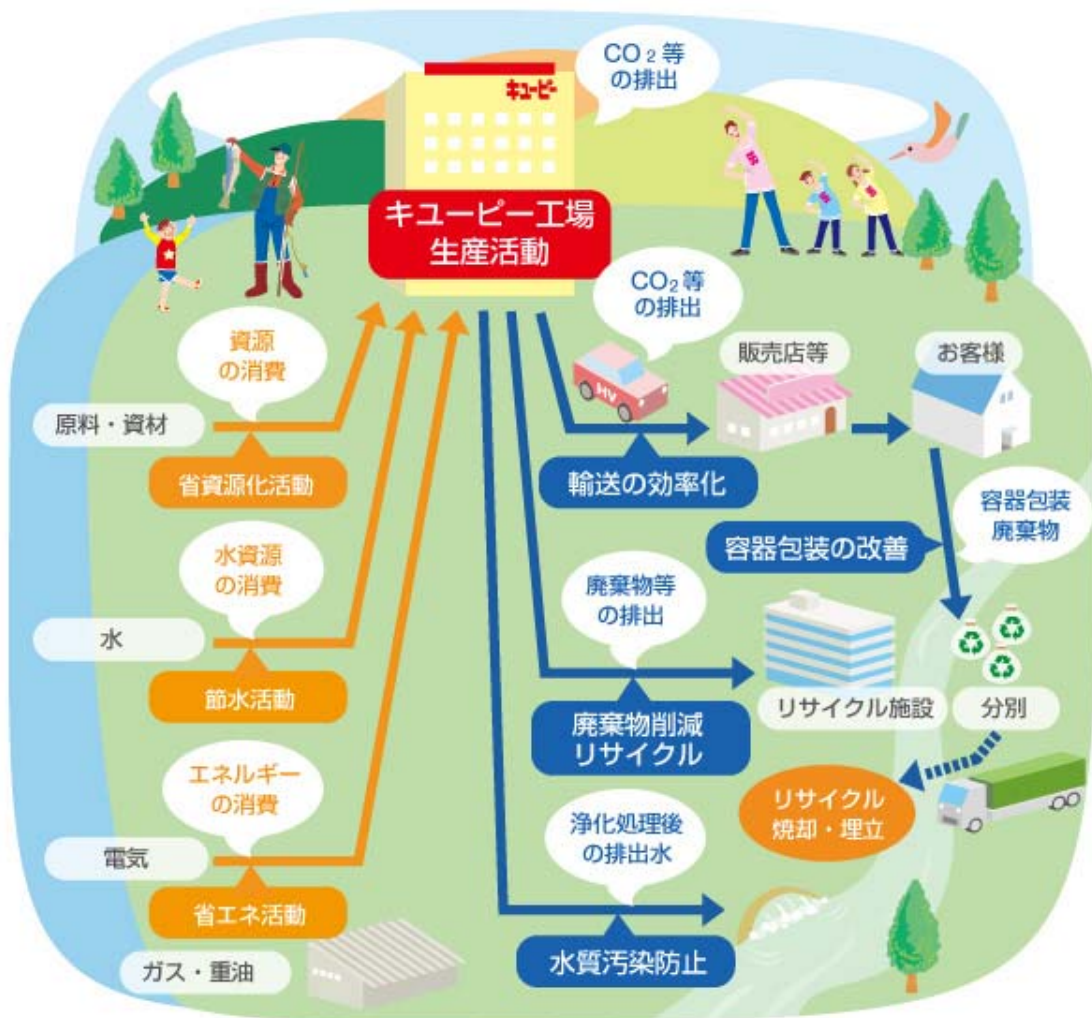 CO₂等
の排出
キユーピー
キユーピー工場
生産活動
CO₂等
の排出
HV
販売店等
お客様
資源
の消費
原料・資材
省資源化活動
輸送の効率化
容器包装
廃棄物
容器包装の改善
水資源
の消費
水
節水活動
廃棄物等
の排出
廃棄物削減
リサイクル
リサイクル施設
分別
エネルギー
の消費
電気
省エネ活動
ガス・重油
リサイクル
焼却・埋立
浄化処理後
の排出水
水質汚染防止